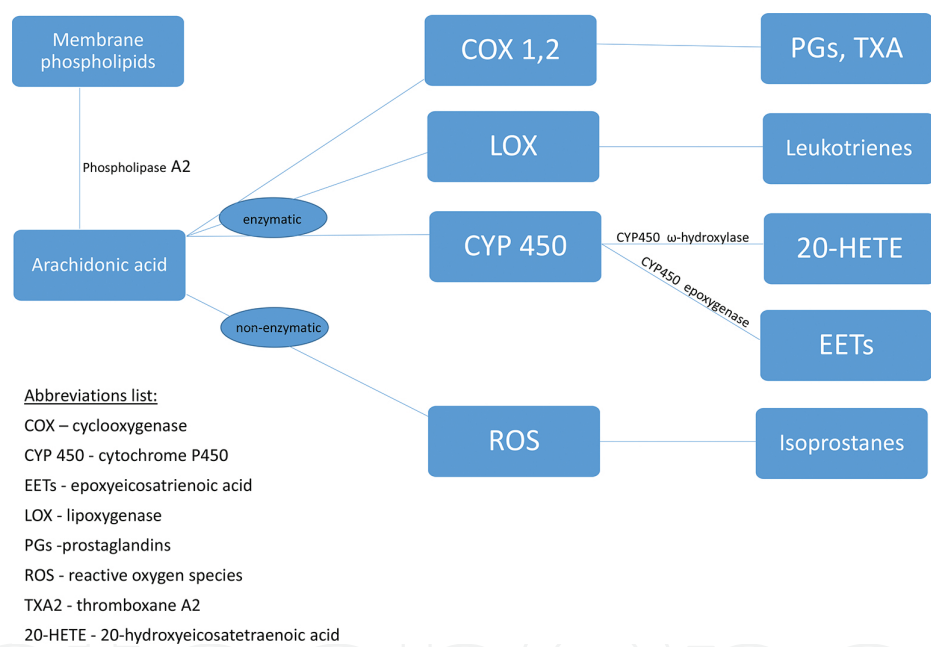 Membrane
phospholipids
COX 1,2
PGs, TXA
Phospholipase A2
LOX
Leukotrienes
enzymatic
Arachidonic acid
CYP 450
CYP450 ω-hydroxylase
20-HETE
CYP450 epoxygenase
non-enzymatic
EETs
ROS
Isoprostanes
Abbreviations list:
COX – cyclooxygenase
CYP 450 - cytochrome P450
EETs - epoxyeicosatrienoic acid
LOX - lipoxygenase
PGs -prostaglandins
ROS - reactive oxygen species
TXA2 - thromboxane A2
20-HETE - 20-hydroxyeicosatetraenoic acid